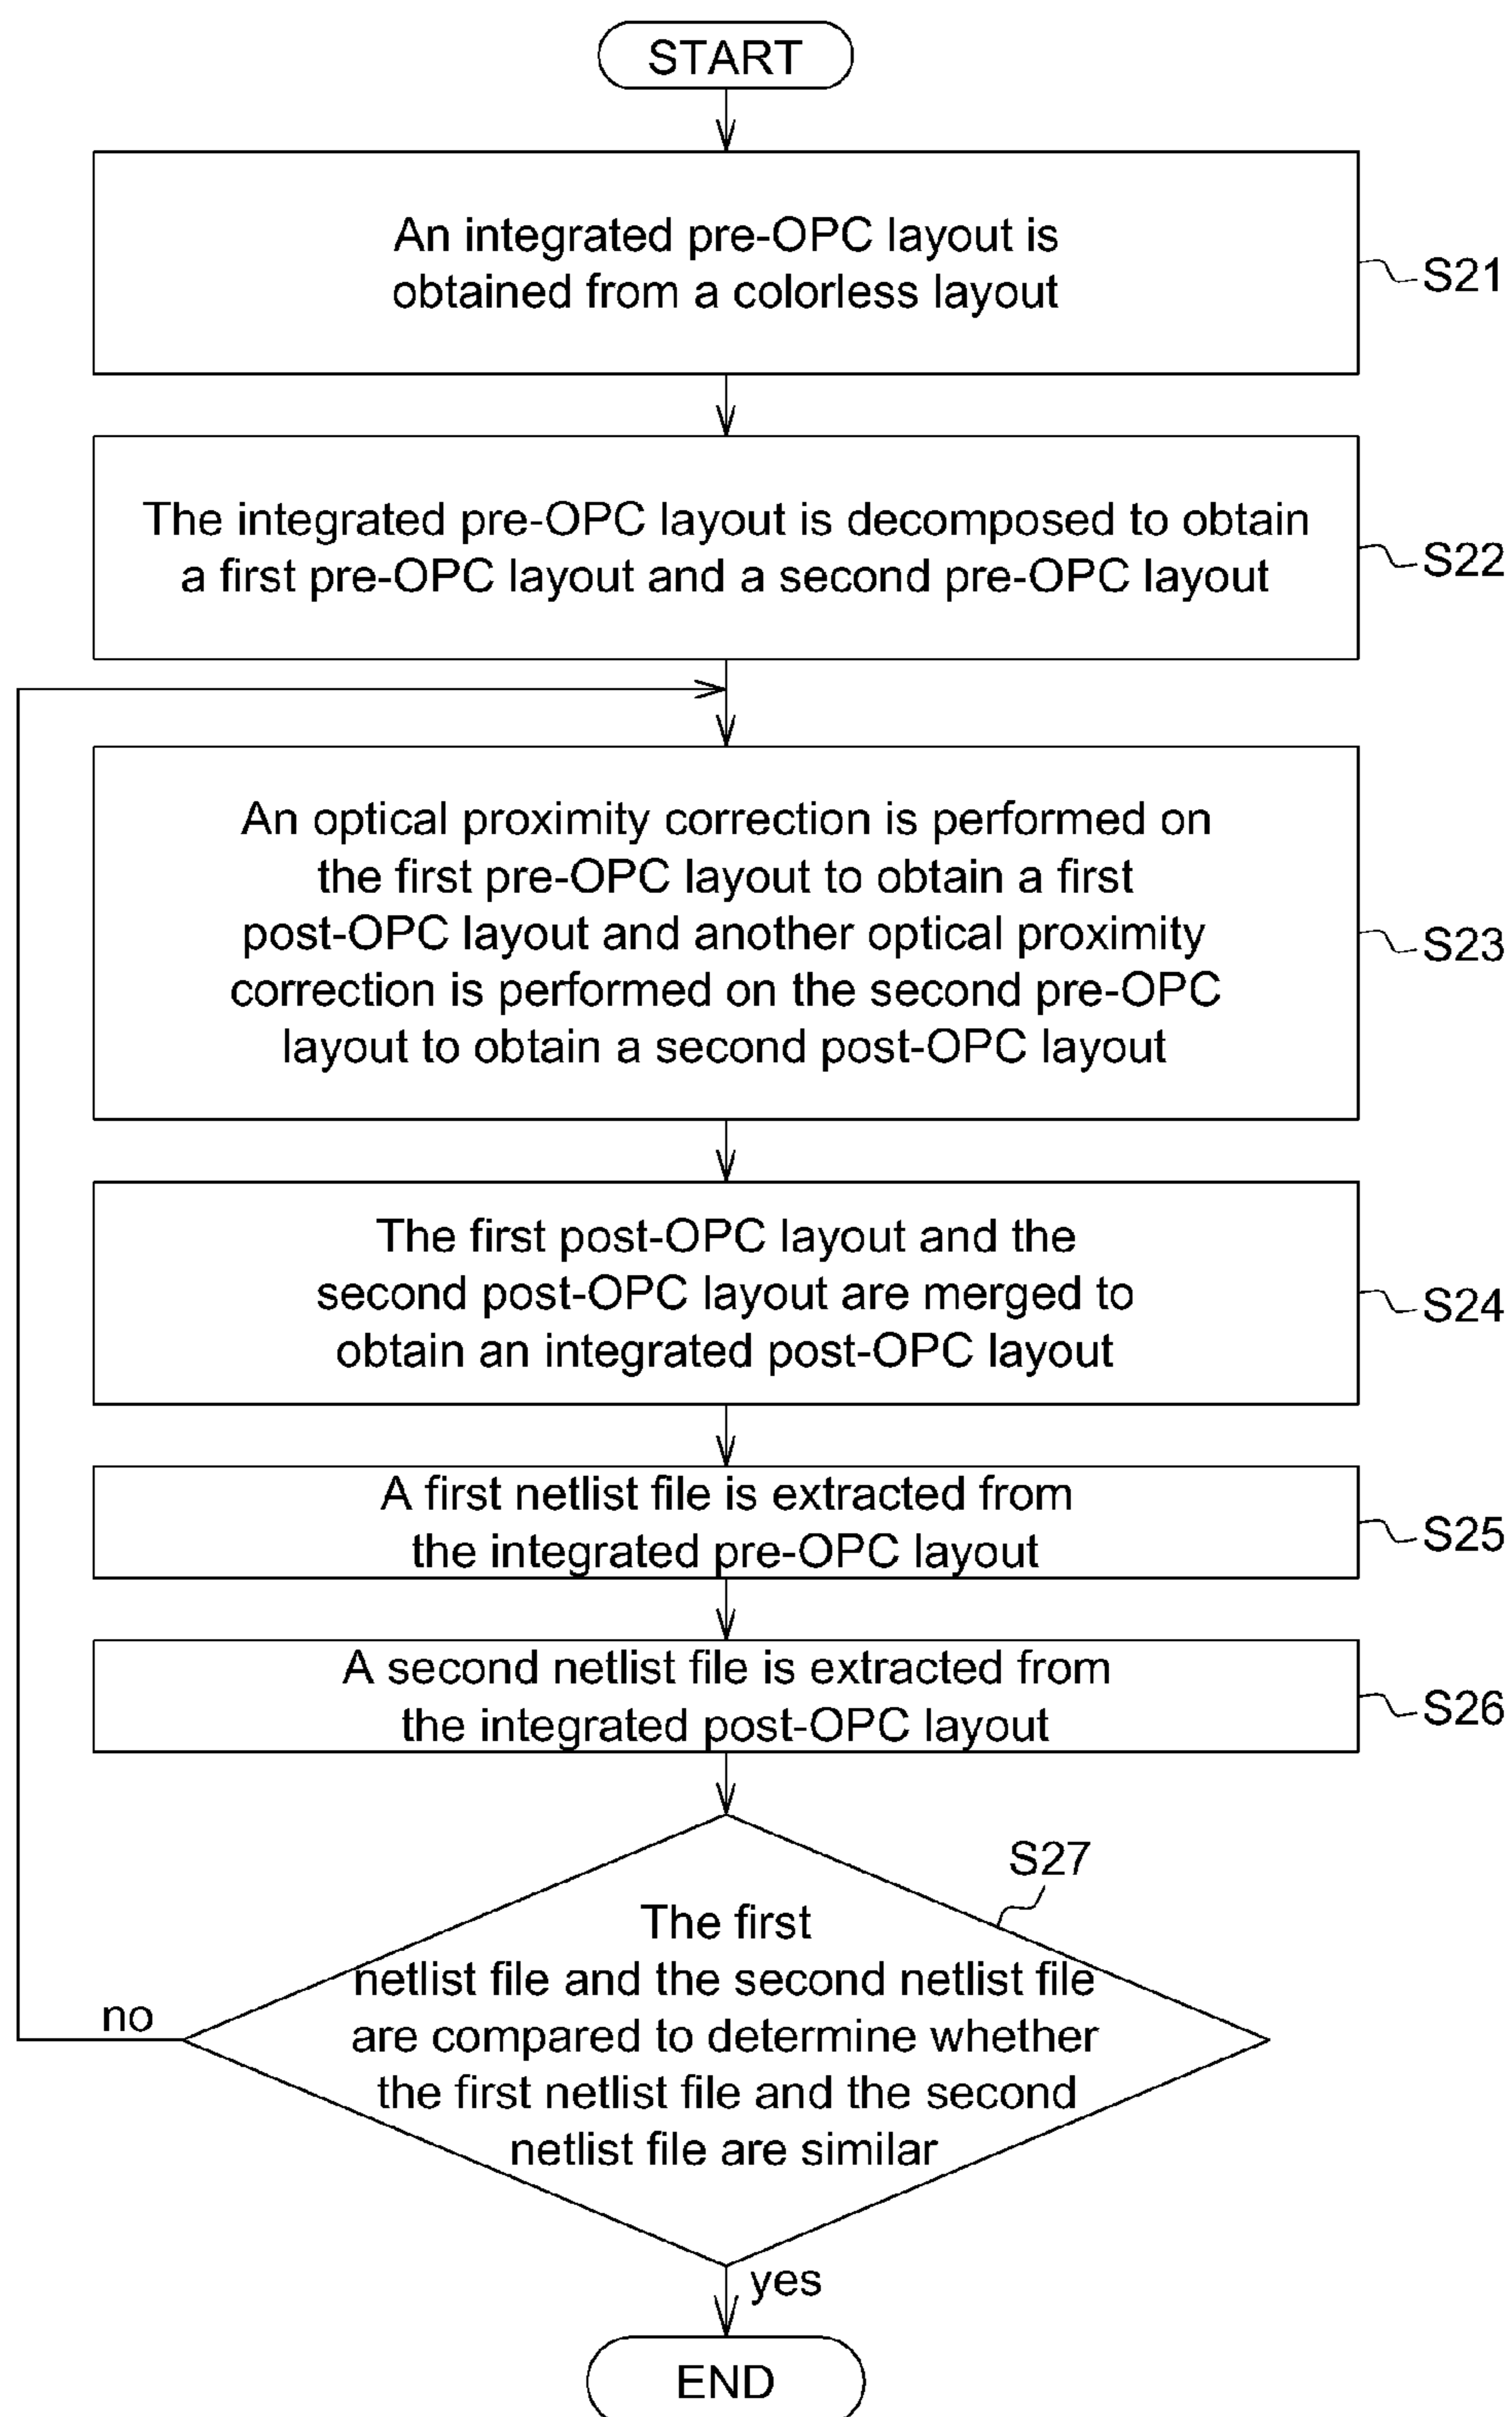 START
An integrated pre-OPC layout is
obtained from a colorless layout
S21
The integrated pre-OPC layout is decomposed to obtain
a first pre-OPC layout and a second pre-OPC layout
S22
An optical proximity correction is performed on
the first pre-OPC layout to obtain a first
post-OPC layout and another optical proximity
correction is performed on the second pre-OPC
layout to obtain a second post-OPC layout
S23
The first post-OPC layout and the
second post-OPC layout are merged to
obtain an integrated post-OPC layout
S24
A first netlist file is extracted from
the integrated pre-OPC layout
S25
A second netlist file is extracted from
the integrated post-OPC layout
S26
S27
The first
netlist file and the second netlist file
are compared to determine whether
the first netlist file and the second
netlist file are similar
no
yes
END